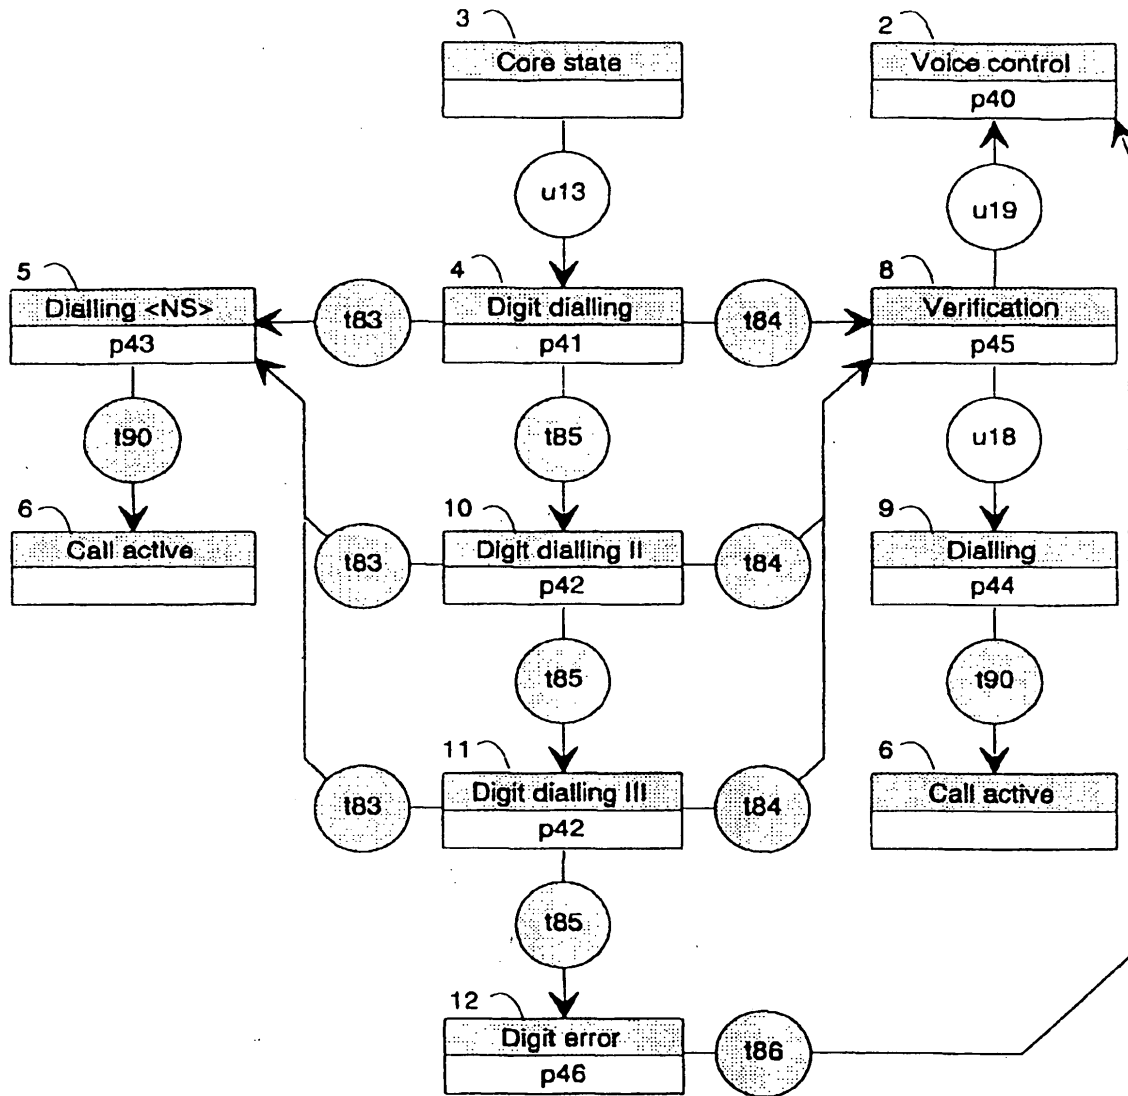 3
Core state
2
Voice control
p40
u13
u19
5
Dialling <NS>
p43
t83
4
Digit dialling
p41
t84
8
Verification
p45
t90
t85
u18
6
Call active
t83
10
Digit dialling II
p42
t84
9
Dialling
p44
t85
t90
t83
11
Digit dialling III
p42
t84
6
Call active
t85
12
Digit error
p46
t86